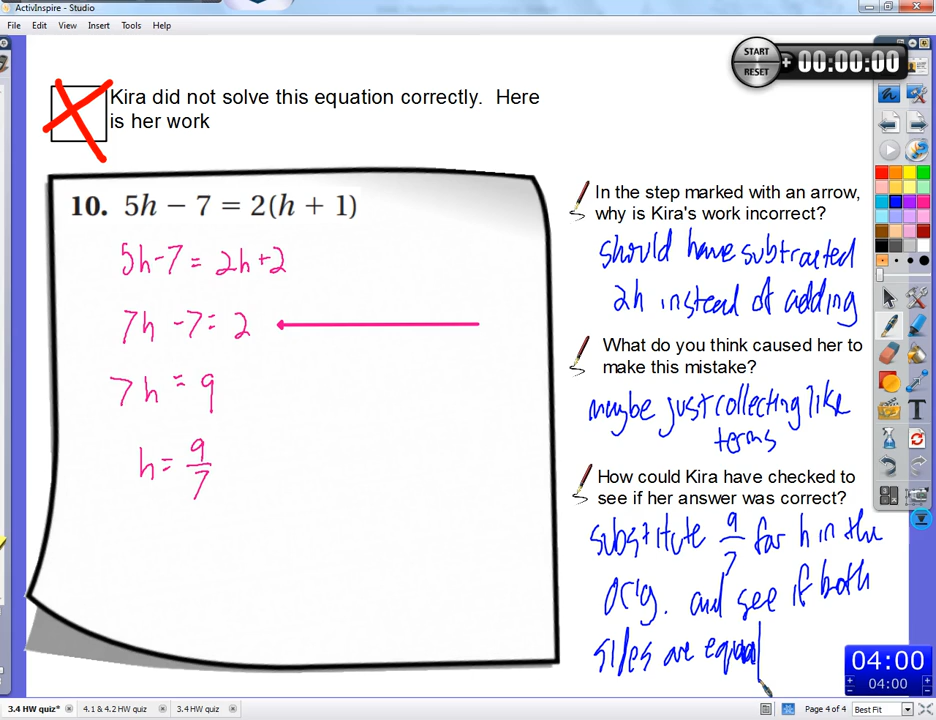 ActivInspire - Studio
File Edit View Insert Tools Help
START
RESET
00:00:00
Kira did not solve this equation correctly. Here
is her work
10. 5h − 7 = 2(h + 1)
5h-7 = 2h+2
7h -7 = 2
7h = 9
h = 9/7
In the step marked with an arrow,
why is Kira's work incorrect?
should have subtracted
2h instead of adding
What do you think caused her to
make this mistake?
maybe just collecting like
terms
How could Kira have checked to
see if her answer was correct?
substitute 9/7 for h in the
orig. and see if both
sides are equal
04:00
04:00
3.4 HW quiz* 4.1 & 4.2 HW quiz 3.4 HW quiz
Page 4 of 4 Best Fit